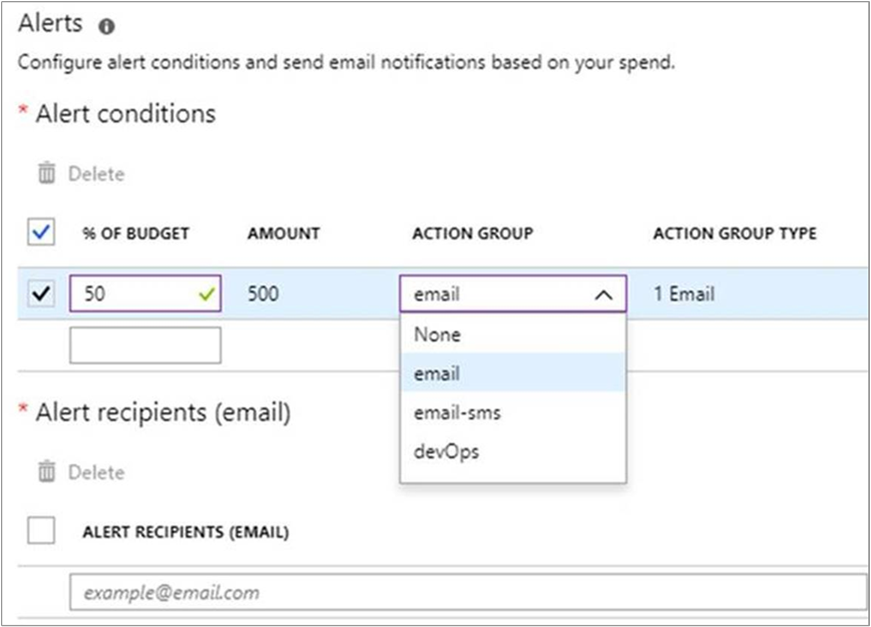 Alerts
Configure alert conditions and send email notifications based on your spend.
* Alert conditions
Delete
% OF BUDGET AMOUNT ACTION GROUP ACTION GROUP TYPE
50 500 email 1 Email
None
email
email-sms
devOps
* Alert recipients (email)
Delete
ALERT RECIPIENTS (EMAIL)
example@email.com